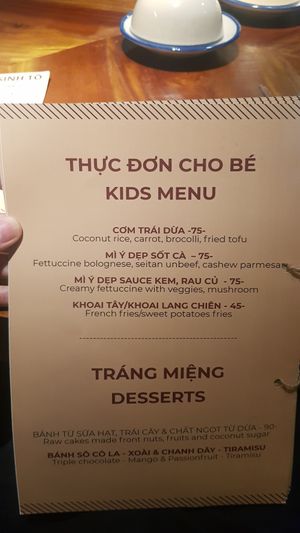 SINH TỐ
THỰC ĐƠN CHO BÉ
KIDS MENU
CƠM TRÁI DỪA -75-
Coconut rice, carrot, brocolli, fried tofu
MÌ Ý DẸP SỐT CÀ – 75-
Fettuccine bolognese, seitan unbeef, cashew parmesan
MÌ Ý DẸP SAUCE KEM, RAU CỦ - 75-
Creamy fettuccine with veggies, mushroom
KHOAI TÂY/KHOAI LANG CHIÊN - 45-
French fries/sweet potatoes fries
TRÁNG MIỆNG
DESSERTS
BÁNH TỪ SỮA HẠT, TRÁI CÂY & CHẤT NGỌT TỪ DỪA - 90-
Raw cakes made front nuts, fruits and coconut sugar
BÁNH SÔ CÔ LA - XOÀI & CHANH DÂY - TIRAMISU
Triple chocolate - Mango & Passionfruit - Tiramisu